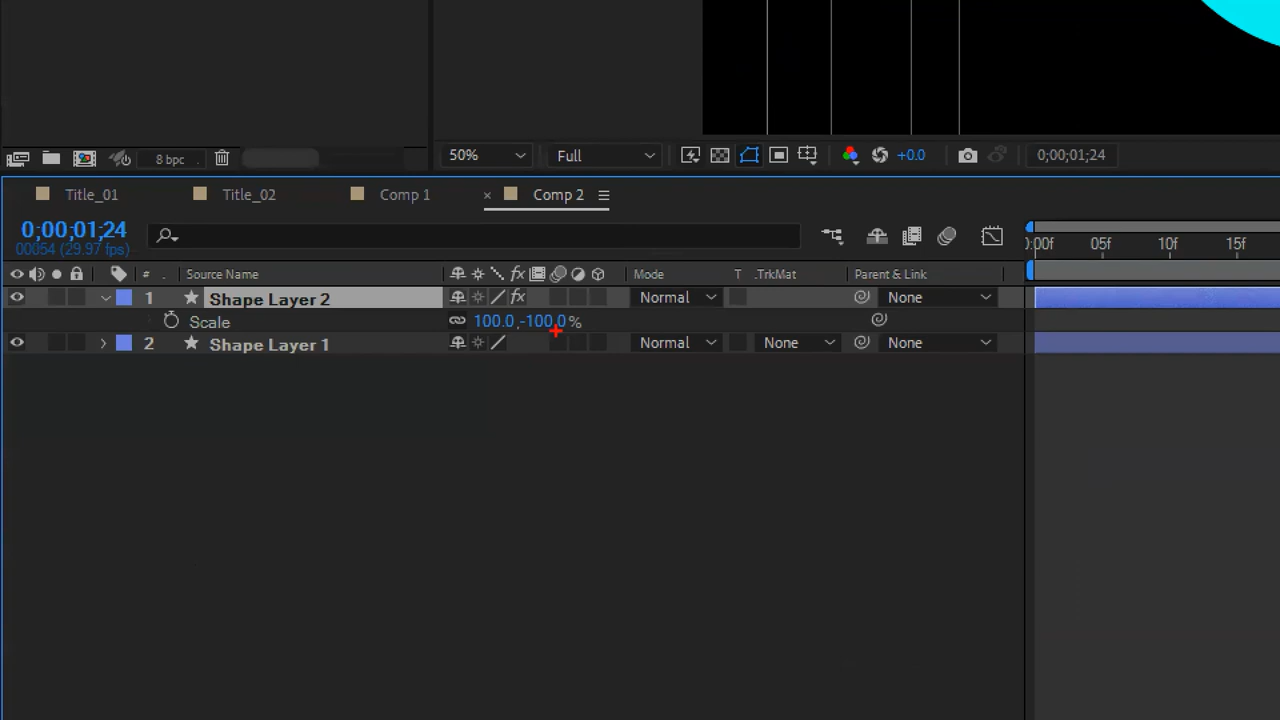 8 bpc
50% Full +0.0 0;00;01;24
Title_01 Title_02 Comp 1 × Comp 2
0;00;01;24
00054 (29.97 fps)
:00f 05f 10f 15f
# Source Name fx Mode T .TrkMat Parent & Link
1 Shape Layer 2 fx Normal None
Scale 100.0,-100.0%
2 Shape Layer 1 Normal None None